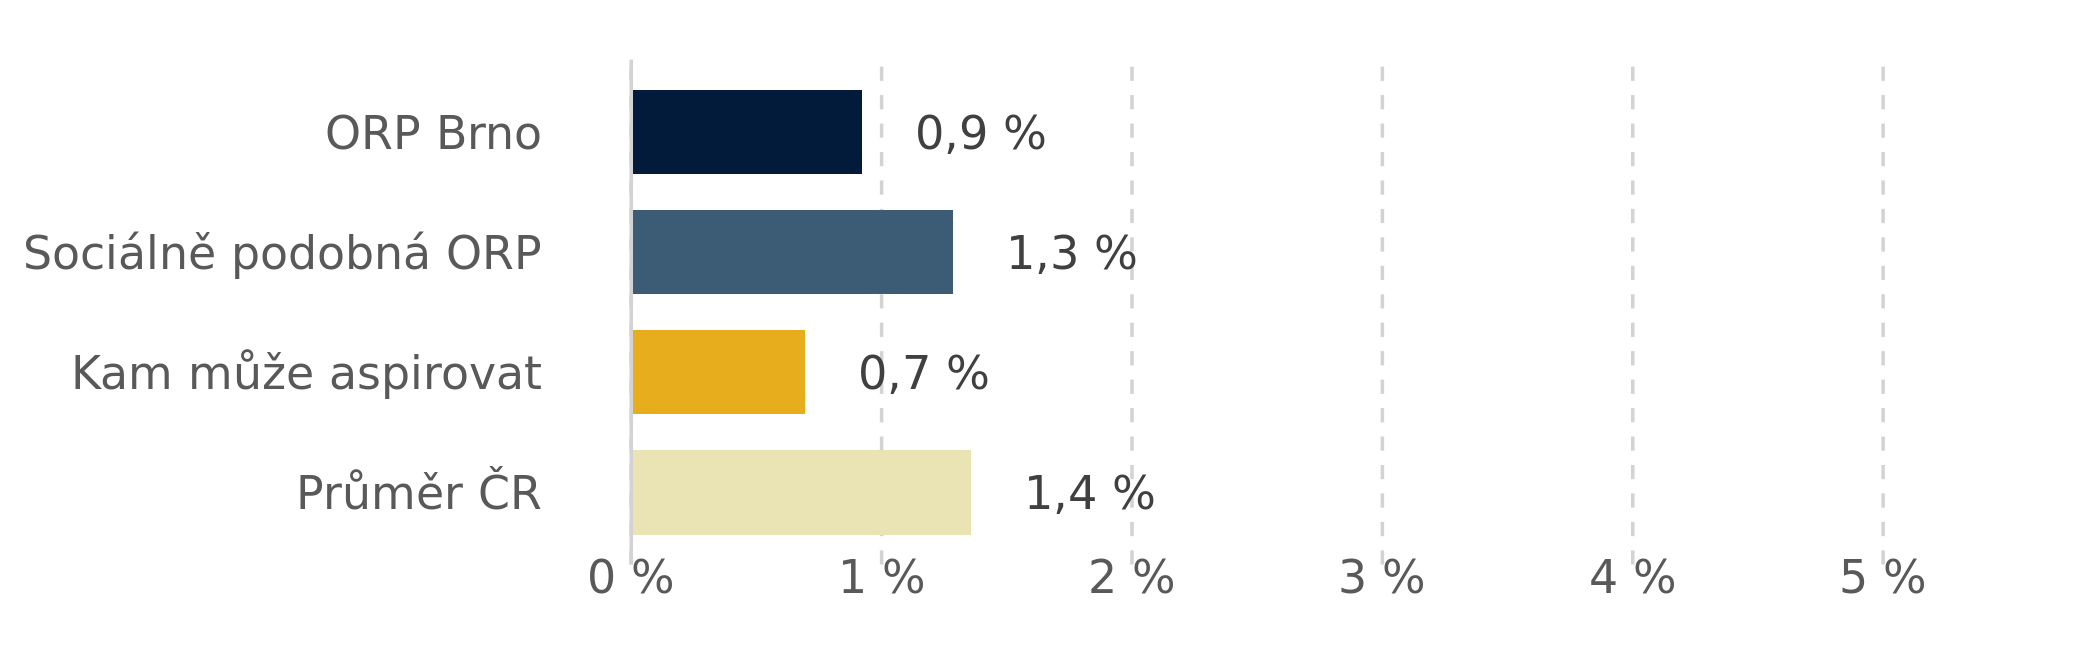 ORP Brno 0,9 %
Sociálně podobná ORP 1,3 %
Kam může aspirovat 0,7 %
Průměr ČR 1,4 %
0 % 1 % 2 % 3 % 4 % 5 %